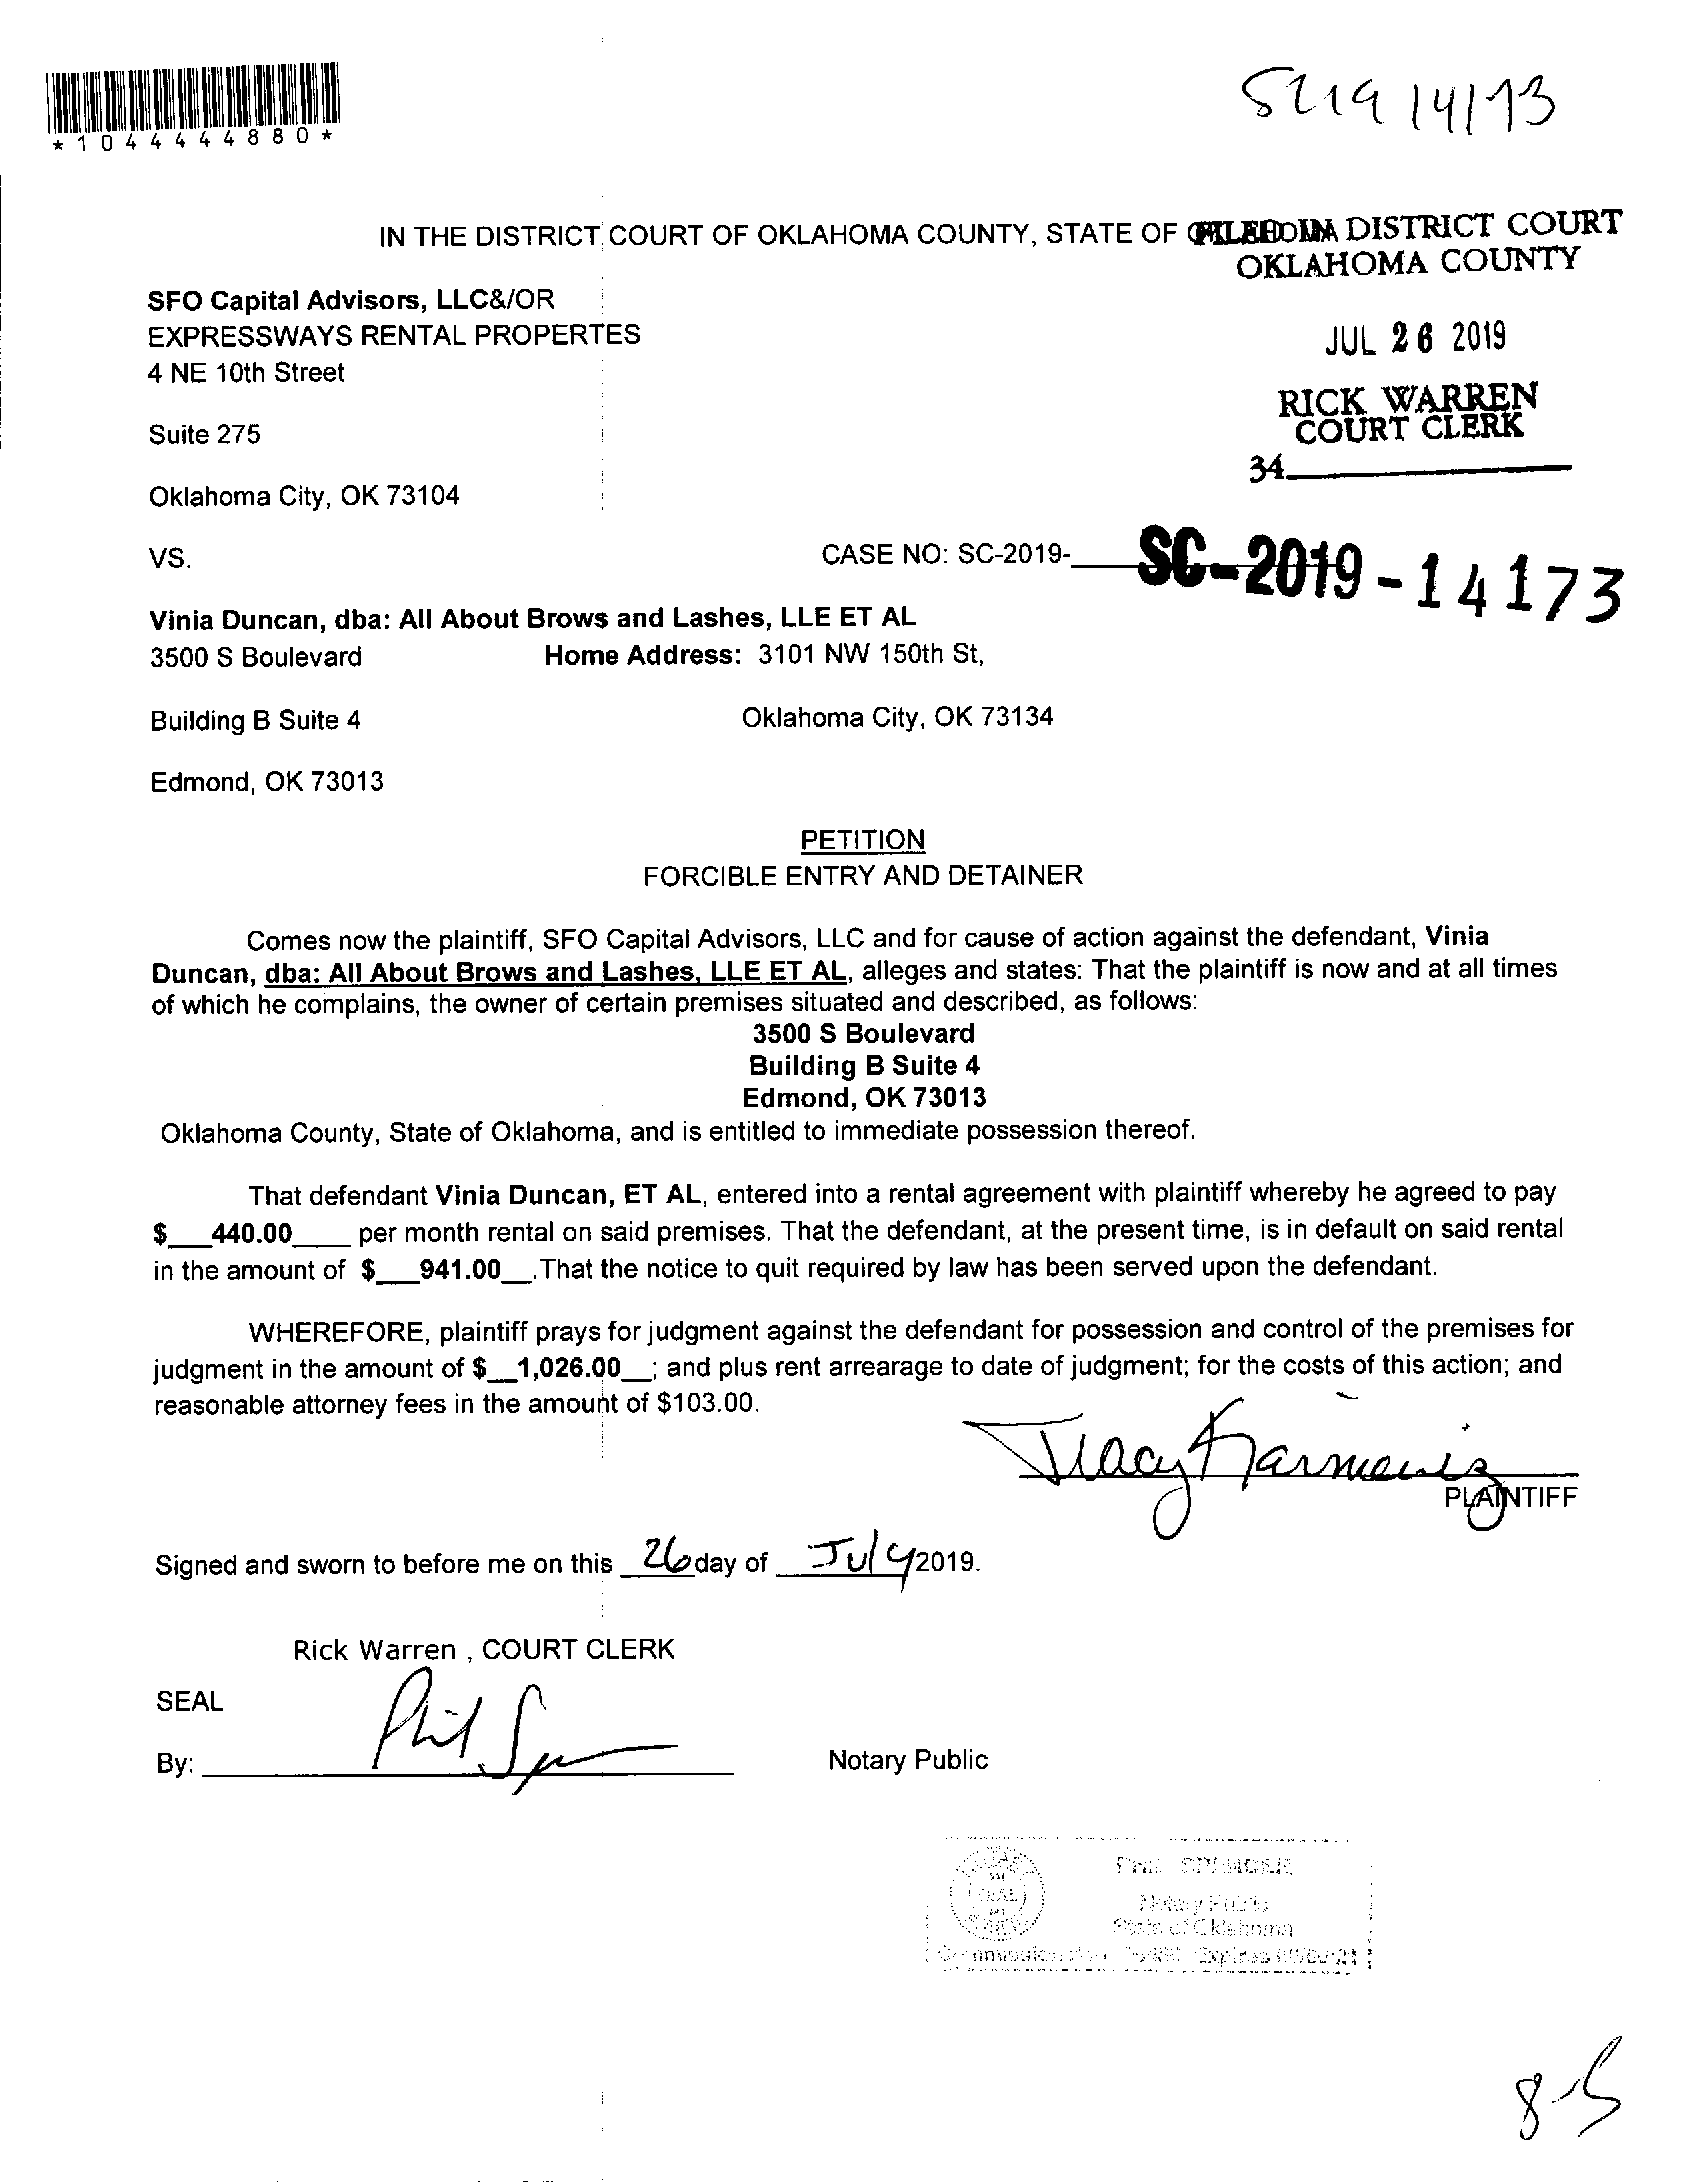 *1044444880*
SC19 14173
IN THE DISTRICT COURT OF OKLAHOMA COUNTY, STATE OF
FILED IN DISTRICT COURT
OKLAHOMA COUNTY
JUL 26 2019
RICK WARREN
COURT CLERK
34
SFO Capital Advisors, LLC&/OR
EXPRESSWAYS RENTAL PROPERTES
4 NE 10th Street
Suite 275
Oklahoma City, OK 73104
VS.
CASE NO: SC-2019-____ SC-2019-14173
Vinia Duncan, dba: All About Brows and Lashes, LLE ET AL
3500 S Boulevard Home Address: 3101 NW 150th St,
Building B Suite 4 Oklahoma City, OK 73134
Edmond, OK 73013
PETITION
FORCIBLE ENTRY AND DETAINER
Comes now the plaintiff, SFO Capital Advisors, LLC and for cause of action against the defendant, Vinia
Duncan, dba: All About Brows and Lashes, LLE ET AL, alleges and states: That the plaintiff is now and at all times
of which he complains, the owner of certain premises situated and described, as follows:
3500 S Boulevard
Building B Suite 4
Edmond, OK 73013
Oklahoma County, State of Oklahoma, and is entitled to immediate possession thereof.
That defendant Vinia Duncan, ET AL, entered into a rental agreement with plaintiff whereby he agreed to pay
$___440.00____ per month rental on said premises. That the defendant, at the present time, is in default on said rental
in the amount of $___941.00__.That the notice to quit required by law has been served upon the defendant.
WHEREFORE, plaintiff prays for judgment against the defendant for possession and control of the premises for
judgment in the amount of $__1,026.00__; and plus rent arrearage to date of judgment; for the costs of this action; and
reasonable attorney fees in the amount of $103.00.
Tracy
PLAINTIFF
Signed and sworn to before me on this 26 day of July 2019.
Rick Warren , COURT CLERK
SEAL
By: Phil
Notary Public
Notary Public
State of Oklahoma
8-5